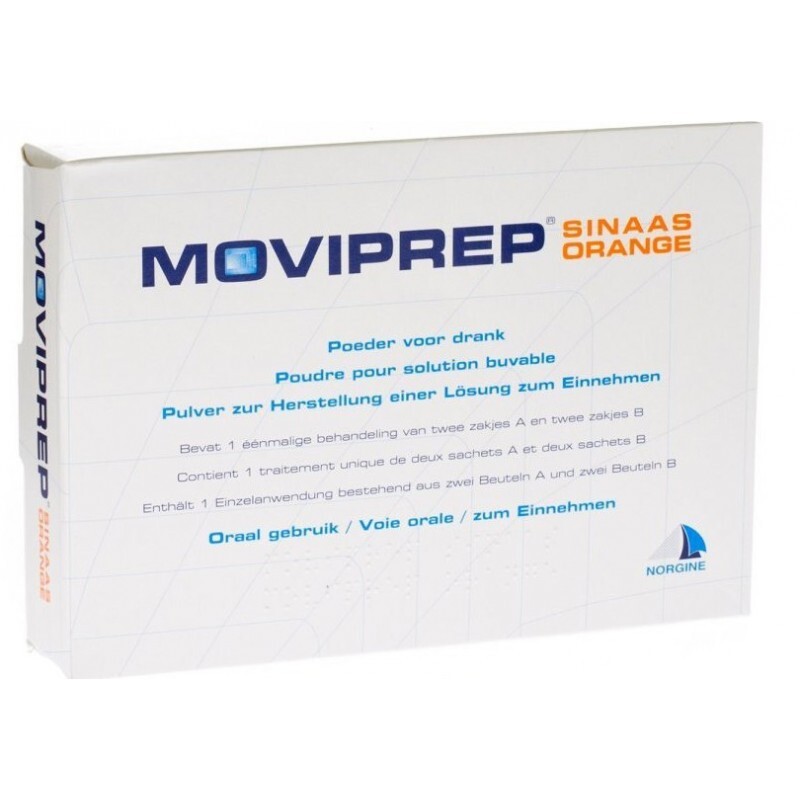 MOVIPREP® SINAAS
ORANGE
Poeder voor drank
Poudre pour solution buvable
Pulver zur Herstellung einer Lösung zum Einnehmen
Bevat 1 éénmalige behandeling van twee zakjes A en twee zakjes B
Contient 1 traitement unique de deux sachets A et deux sachets B
Enthält 1 Einzelanwendung bestehend aus zwei Beuteln A und zwei Beuteln B
Oraal gebruik / Voie orale / zum Einnehmen
NORGINE
MOVIPREP® SINAAS
ORANGE